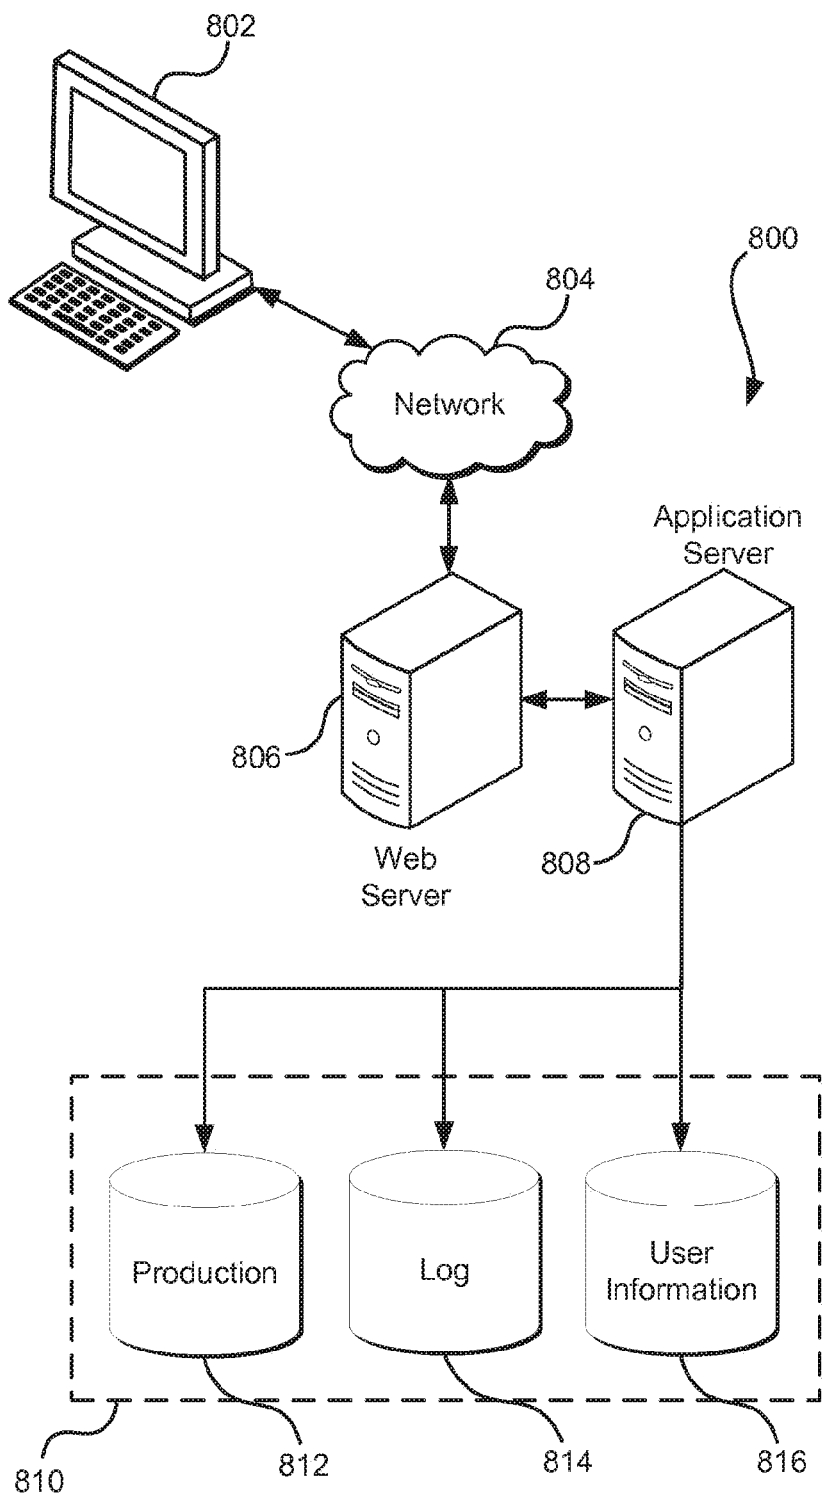 802
800
804
Network
Application
Server
806
808
Web
Server
Production
Log
User
Information
810
812
814
816